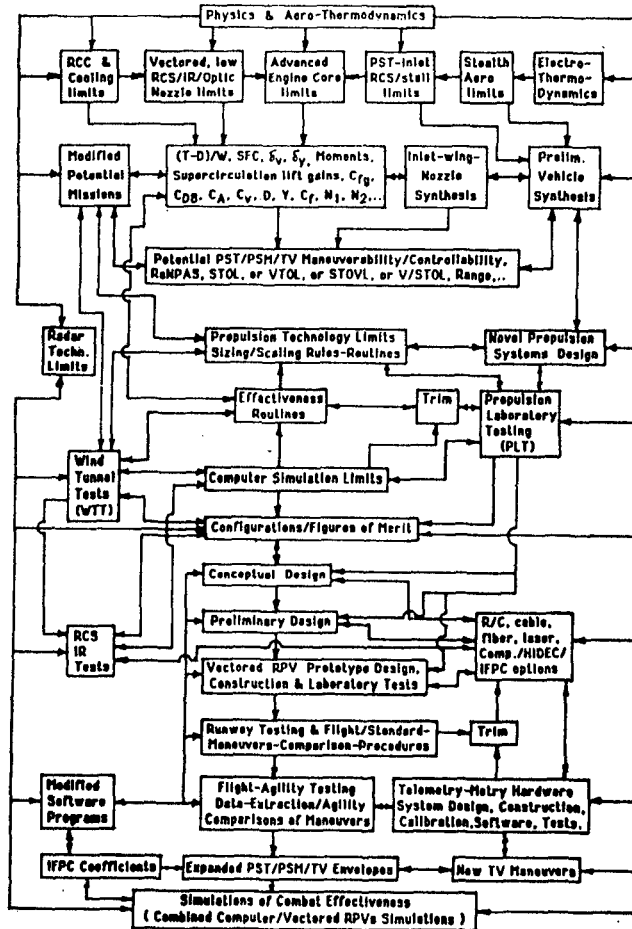 Physics & Aero-Thermodynamics
RCC &
Cooling
limits
Vectored, low
RCS/IR/Optic
Nozzle limits
Advanced
Engine Core
limits
PST-inlet
RCS/stall
limits
Stealth
Aero
limits
Electro-
Thermo-
Dynamics
Modified
Potential
Missions
(T-D)/W, SFC, δv, δy, Moments,
Supercirculation lift gains, Cfg,
CD8, CA, Cv, D, Y, Cf, N1, N2,..
Inlet-wing-
Nozzle
Synthesis
Prelim.
Vehicle
Synthesis
Potential PST/PSM/TV Maneuverability/Controllability,
RaNPAS, STOL, or VTOL, or STOVL, or V/STOL, Range,..
Radar
Techn.
Limits
Propulsion Technology Limits
Sizing/Scaling Rules-Routines
Novel Propulsion
Systems Design
Effectiveness
Routines
Trim
Propulsion
Laboratory
Testing
(PLT)
Wind
Tunnel
Tests
(WTT)
Computer Simulation Limits
Configurations/Figures of Merit
Conceptual Design
Preliminary Design
RCS
IR
Tests
R/C, cable,
fiber, laser,
Comp./HIDEC/
IFPC options
Vectored RPV Prototype Design,
Construction & Laboratory Tests
Runway Testing & Flight/Standard-
Maneuvers-Comparison-Procedures
Trim
Modified
Software
Programs
Flight-Agility Testing
Data-Extraction/Agility
Comparisons of Maneuvers
Telemetry-Metry Hardware
System Design, Construction,
Calibration,Software, Tests,
IFPC Coefficients
Expanded PST/PSM/TV Envelopes
New TV Maneuvers
Simulations of Combat Effectiveness
( Combined Computer/Vectored RPVs Simulations )